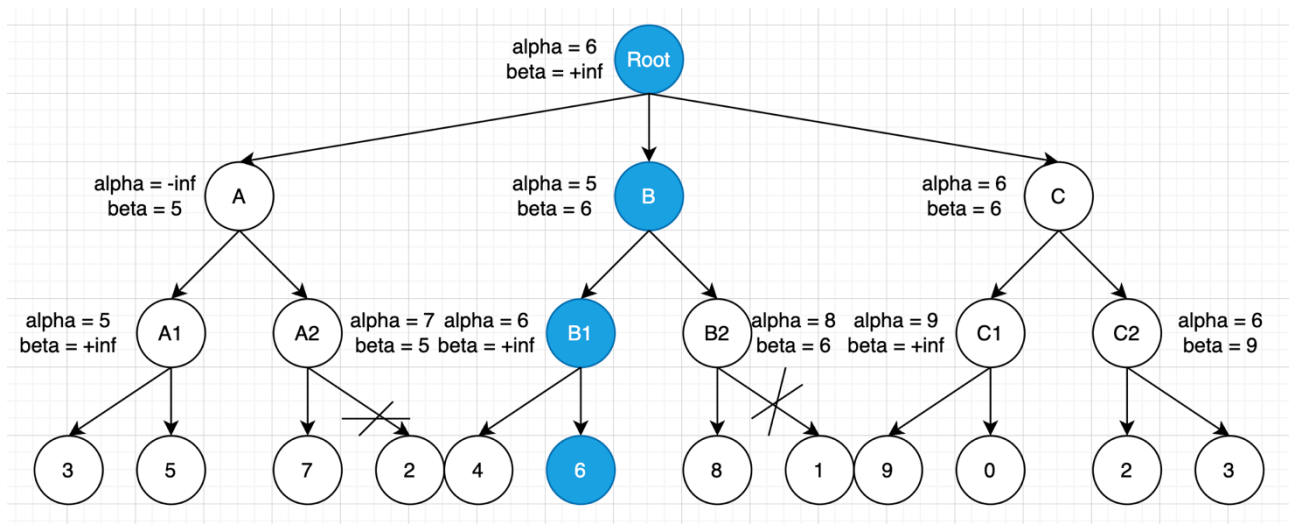 alpha = 6
beta = +inf
Root
alpha = -inf
beta = 5
A
alpha = 5
beta = 6
B
alpha = 6
beta = 6
C
alpha = 5
beta = +inf
A1
A2
alpha = 7
beta = 5
alpha = 6
beta = +inf
B1
B2
alpha = 8
beta = 6
alpha = 9
beta = +inf
C1
C2
alpha = 6
beta = 9
3
5
7
2
4
6
8
1
9
0
2
3